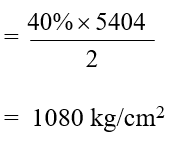 = 40% × 5404
2
= 1080 kg/cm²